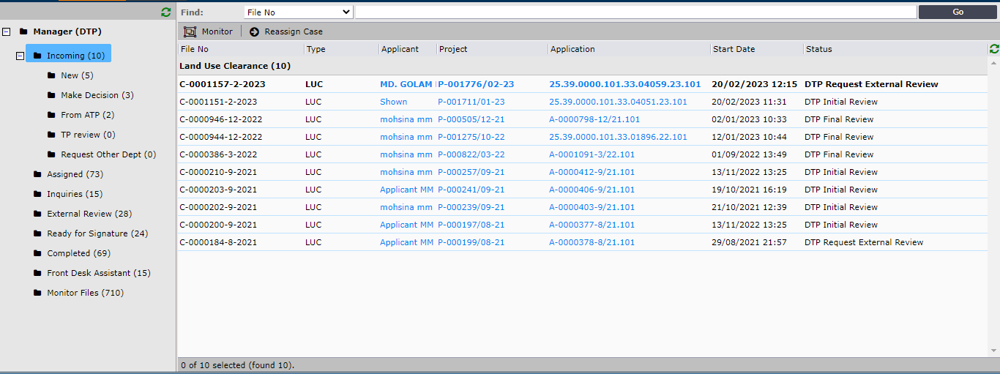 Find: File No Go
Manager (DTP)
Incoming (10)
New (5)
Make Decision (3)
From ATP (2)
TP review (0)
Request Other Dept (0)
Assigned (73)
Inquiries (15)
External Review (28)
Ready for Signature (24)
Completed (69)
Front Desk Assistant (15)
Monitor Files (710)
Monitor Reassign Case
File No Type Applicant Project Application Start Date Status
Land Use Clearance (10)
C-0001157-2-2023 LUC MD. GOLAM P-001776/02-23 25.39.0000.101.33.04059.23.101 20/02/2023 12:15 DTP Request External Review
C-0001151-2-2023 LUC Shown P-001711/01-23 25.39.0000.101.33.04051.23.101 20/02/2023 11:31 DTP Initial Review
C-0000946-12-2022 LUC mohsina mm P-000505/12-21 A-0000798-12/21.101 02/01/2023 10:33 DTP Final Review
C-0000944-12-2022 LUC mohsina mm P-001275/10-22 25.39.0000.101.33.01896.22.101 12/01/2023 10:44 DTP Final Review
C-0000386-3-2022 LUC mohsina mm P-000822/03-22 A-0001091-3/22.101 01/09/2022 13:49 DTP Final Review
C-0000210-9-2021 LUC mohsina mm P-000257/09-21 A-0000412-9/21.101 13/11/2022 13:25 DTP Initial Review
C-0000203-9-2021 LUC Applicant MM P-000241/09-21 A-0000406-9/21.101 19/10/2021 16:19 DTP Initial Review
C-0000202-9-2021 LUC mohsina mm P-000239/09-21 A-0000403-9/21.101 21/10/2021 12:39 DTP Initial Review
C-0000200-9-2021 LUC Applicant MM P-000197/08-21 A-0000377-8/21.101 13/11/2022 13:25 DTP Initial Review
C-0000184-8-2021 LUC Applicant MM P-000199/08-21 A-0000378-8/21.101 29/08/2021 21:57 DTP Request External Review
0 of 10 selected (found 10).